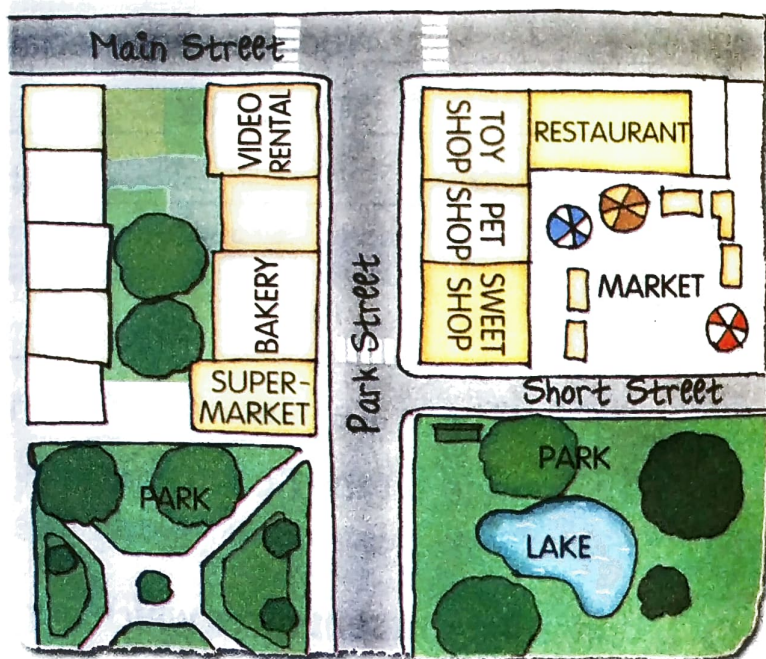 Main Street
VIDEO
RENTAL
TOY
SHOP
RESTAURANT
PET
SHOP
BAKERY
Park Street
SWEET
SHOP
MARKET
SUPER-
MARKET
Short Street
PARK
PARK
LAKE